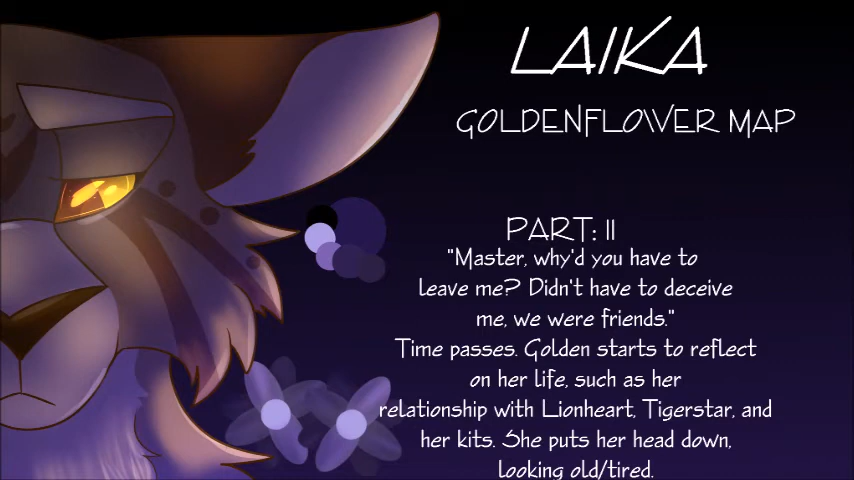 LAIKA
GOLDENFLOWER MAP
PART: 11
"Master, why'd you have to
leave me? Didn't have to deceive
me, we were friends."
Time passes. Golden starts to reflect
on her life, such as her
relationship with Lionheart, Tigerstar, and
her kits. She puts her head down,
looking old/tired.